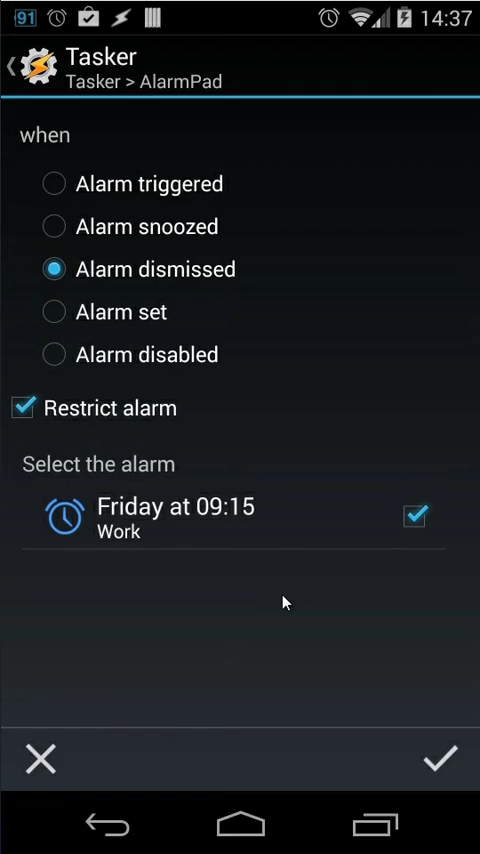 91
14:37
Tasker
Tasker > AlarmPad
when
Alarm triggered
Alarm snoozed
Alarm dismissed
Alarm set
Alarm disabled
Restrict alarm
Select the alarm
Friday at 09:15
Work